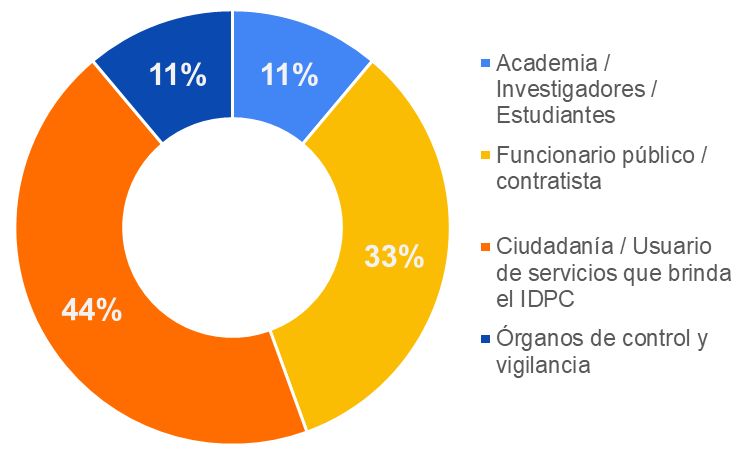 11%
11%
33%
44%
Academia /
Investigadores /
Estudiantes
Funcionario público /
contratista
Ciudadanía / Usuario
de servicios que brinda
el IDPC
Órganos de control y
vigilancia